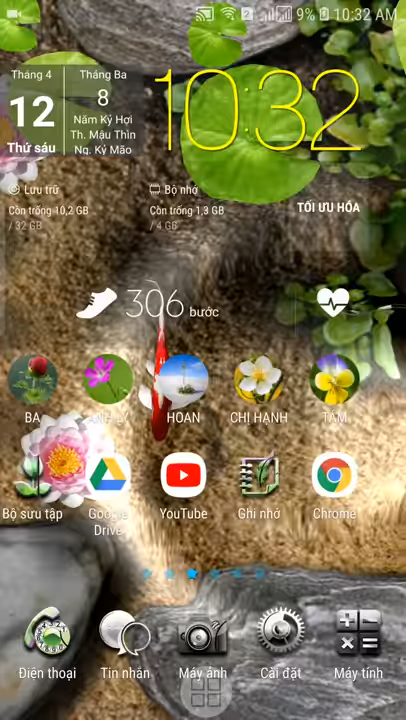 2 9% 10:32 AM
Tháng 4
12
Thứ sáu
Tháng Ba
8
Năm Kỷ Hợi
Th. Mậu Thìn
Ng. Kỷ Mão
10:32
Lưu trữ
Còn trống 10,2 GB
/ 32 GB
Bộ nhớ
Còn trống 1,3 GB
/ 4 GB
TỐI ƯU HÓA
306 bước
BA
HOAN
CHỊ HẠNH
TÂM
Bộ sưu tập
Google
Drive
YouTube
Ghi nhớ
Chrome
Điện thoại
Tin nhắn
Máy ảnh
Cài đặt
Máy tính